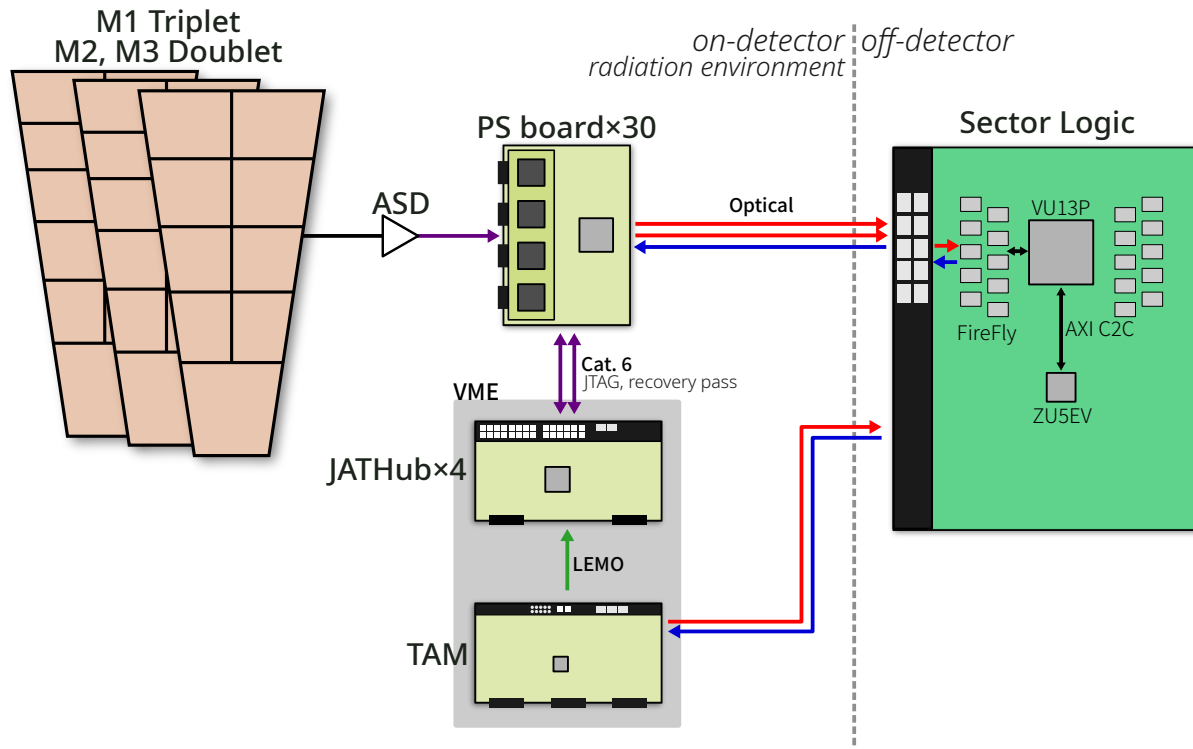 M1 Triplet
M2, M3 Doublet
on-detector
radiation environment
off-detector
PS board×30
Sector Logic
ASD
Optical
VU13P
FireFly
AXI C2C
Cat. 6
JTAG, recovery pass
VME
ZU5EV
JATHub×4
LEMO
TAM